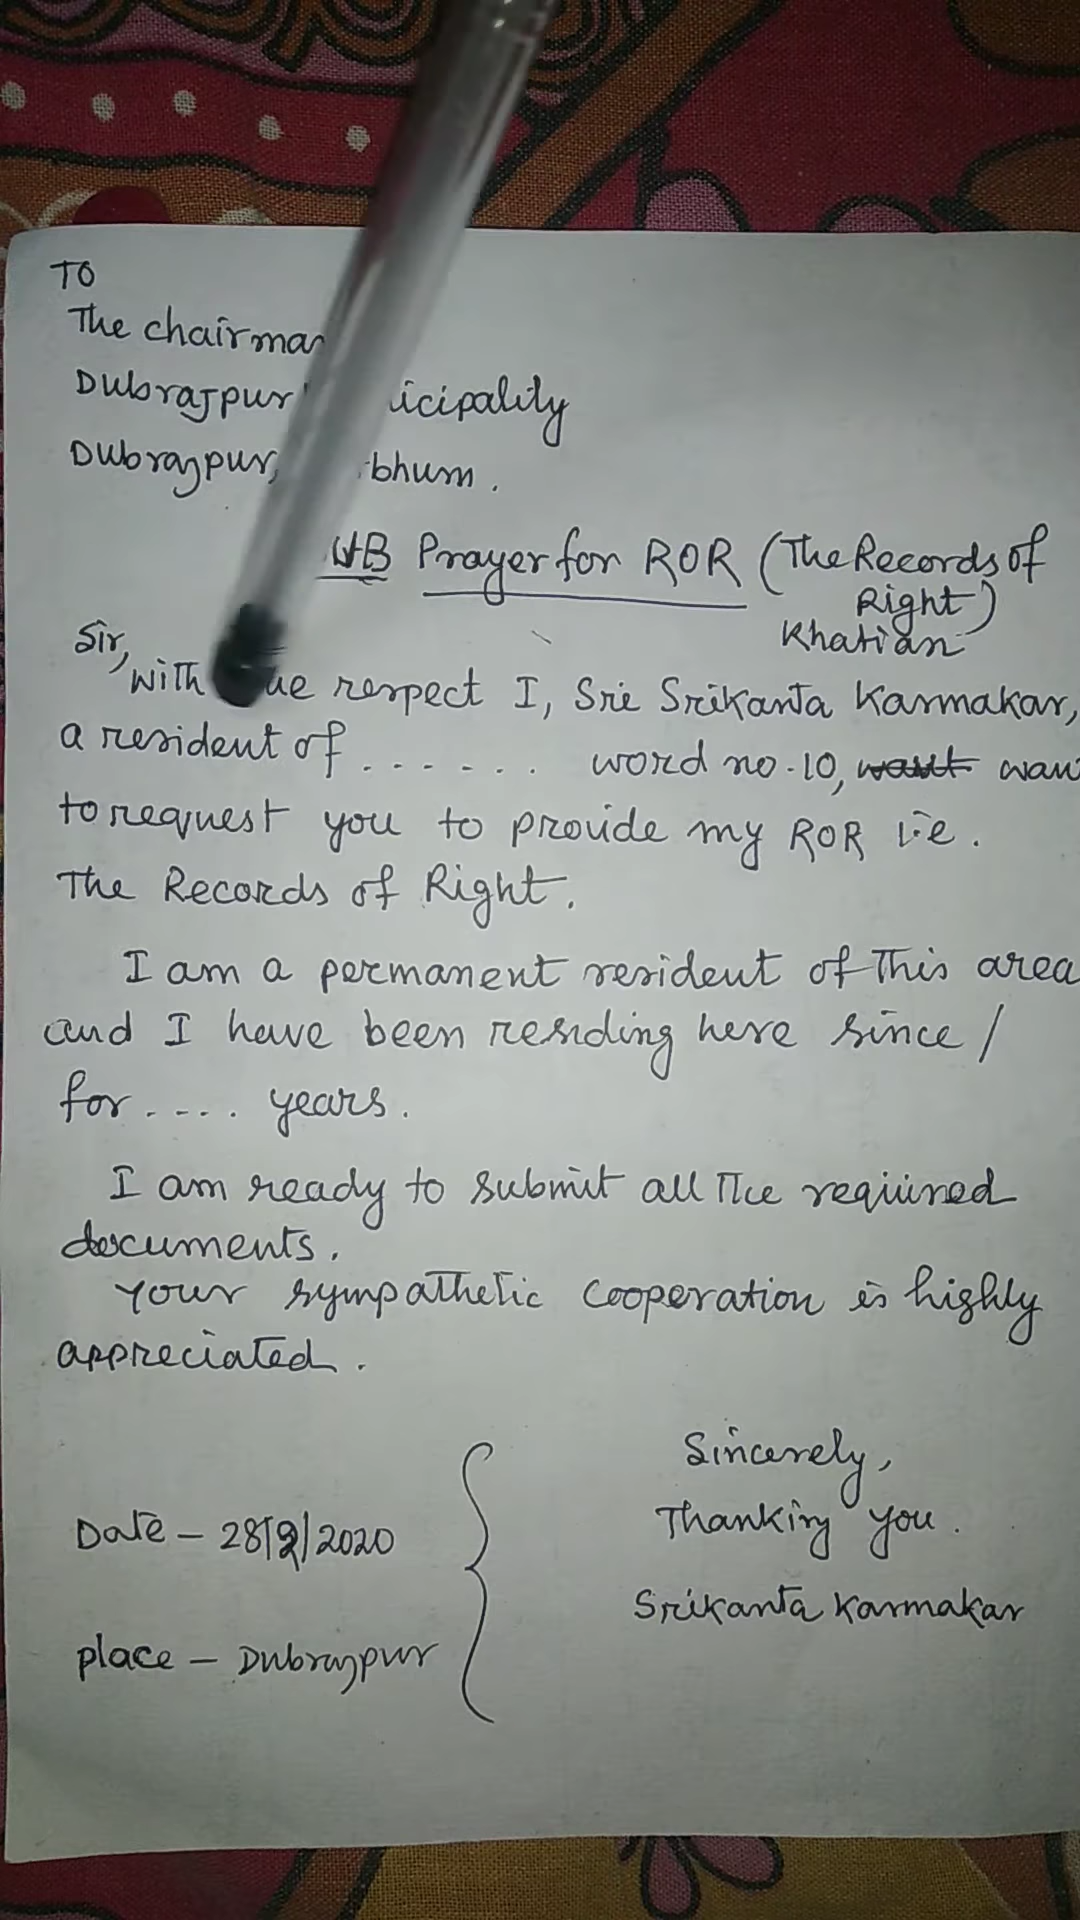 TO
The chairman
Dubrajpur icipality
Dubrajpur, bhum.
Prayer for ROR (The Records of
Right)
Khatian
Sir,
with ue respect I, Srie Srikanta Karmakar,
a resident of ...... word no.10, want wan
to request you to provide my ROR i.e.
The Records of Right.
I am a permanent resident of This area
and I have been residing here since /
for .... years.
I am ready to submit all The required
documents.
Your sympathetic cooperation is highly
appreciated.
Sincerely,
Thanking you.
Srikanta Karmakar
Date - 28/2/2020
place - Dubrajpur